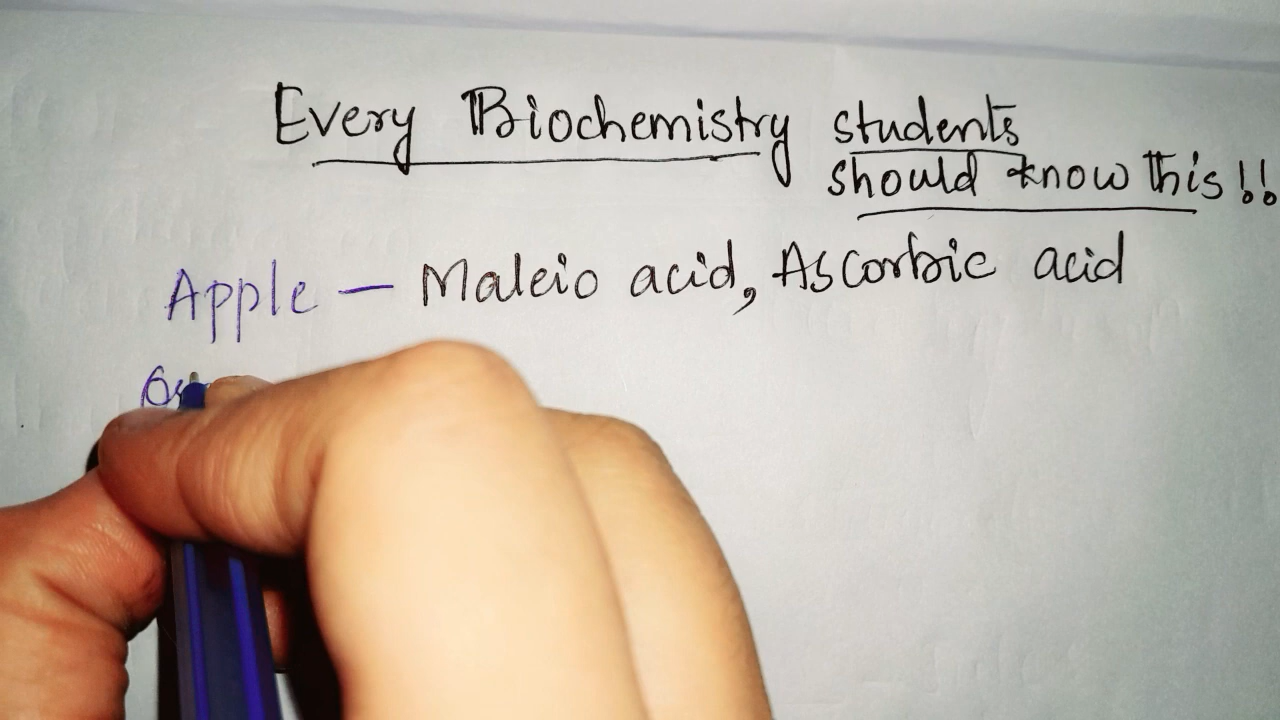 Every Biochemistry students
should know this!!
Apple — Maleio acid, Ascorbic acid